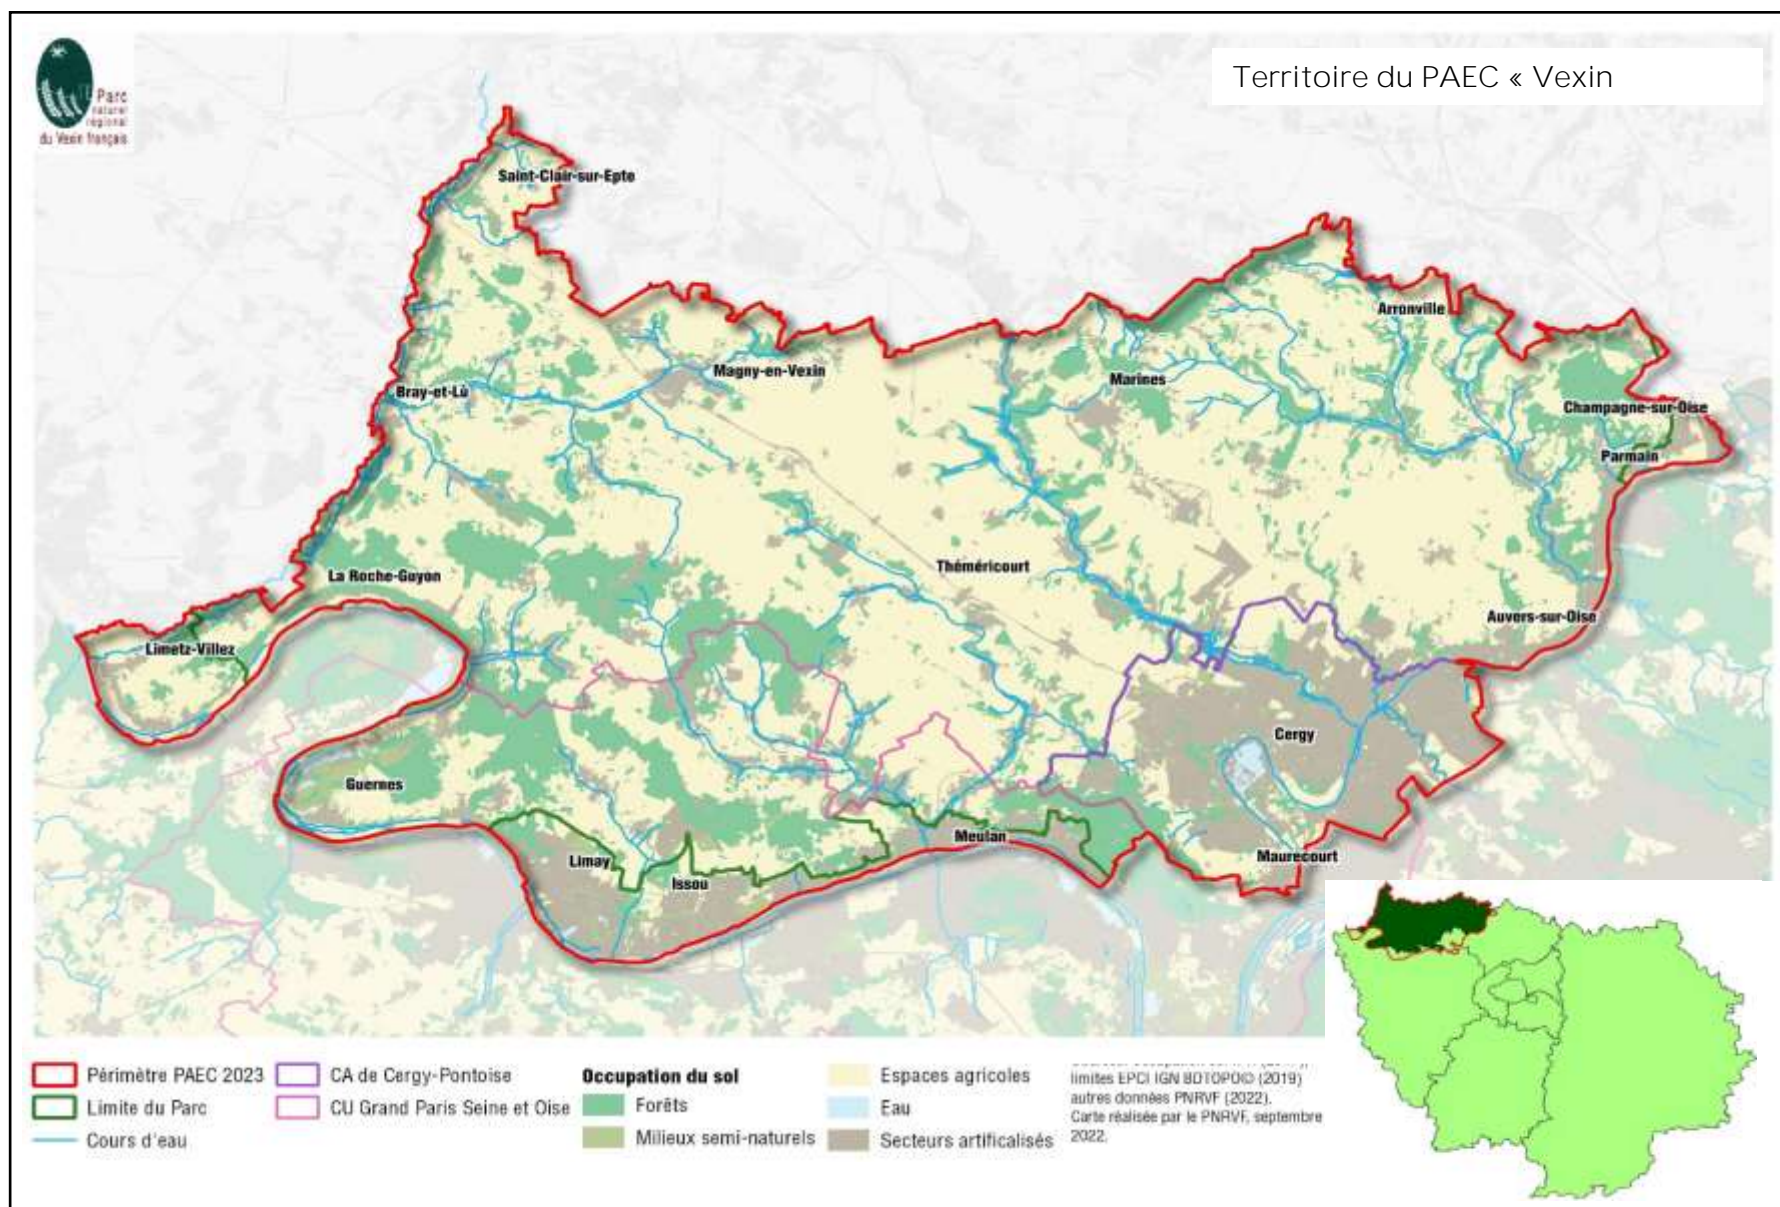 Parc
naturel
régional
du Vexin français
Territoire du PAEC « Vexin
Saint-Clair-sur-Epte
Arronville
Magny-en-Vexin
Marines
Bray-et-Lû
Champagne-sur-Oise
Parmain
Théméricourt
La Roche-Guyon
Auvers-sur-Oise
Limetz-Villez
Cergy
Guernes
Meulan
Limay
Maurecourt
Issou
Périmètre PAEC 2023
Limite du Parc
Cours d'eau
CA de Cergy-Pontoise
CU Grand Paris Seine et Oise
Occupation du sol
Forêts
Milieux semi-naturels
Espaces agricoles
Eau
Secteurs artificalisés
limites EPCI IGN BDTOPO© (2019)
autres données PNRVF (2022).
Carte réalisée par le PNRVF, septembre
2022.